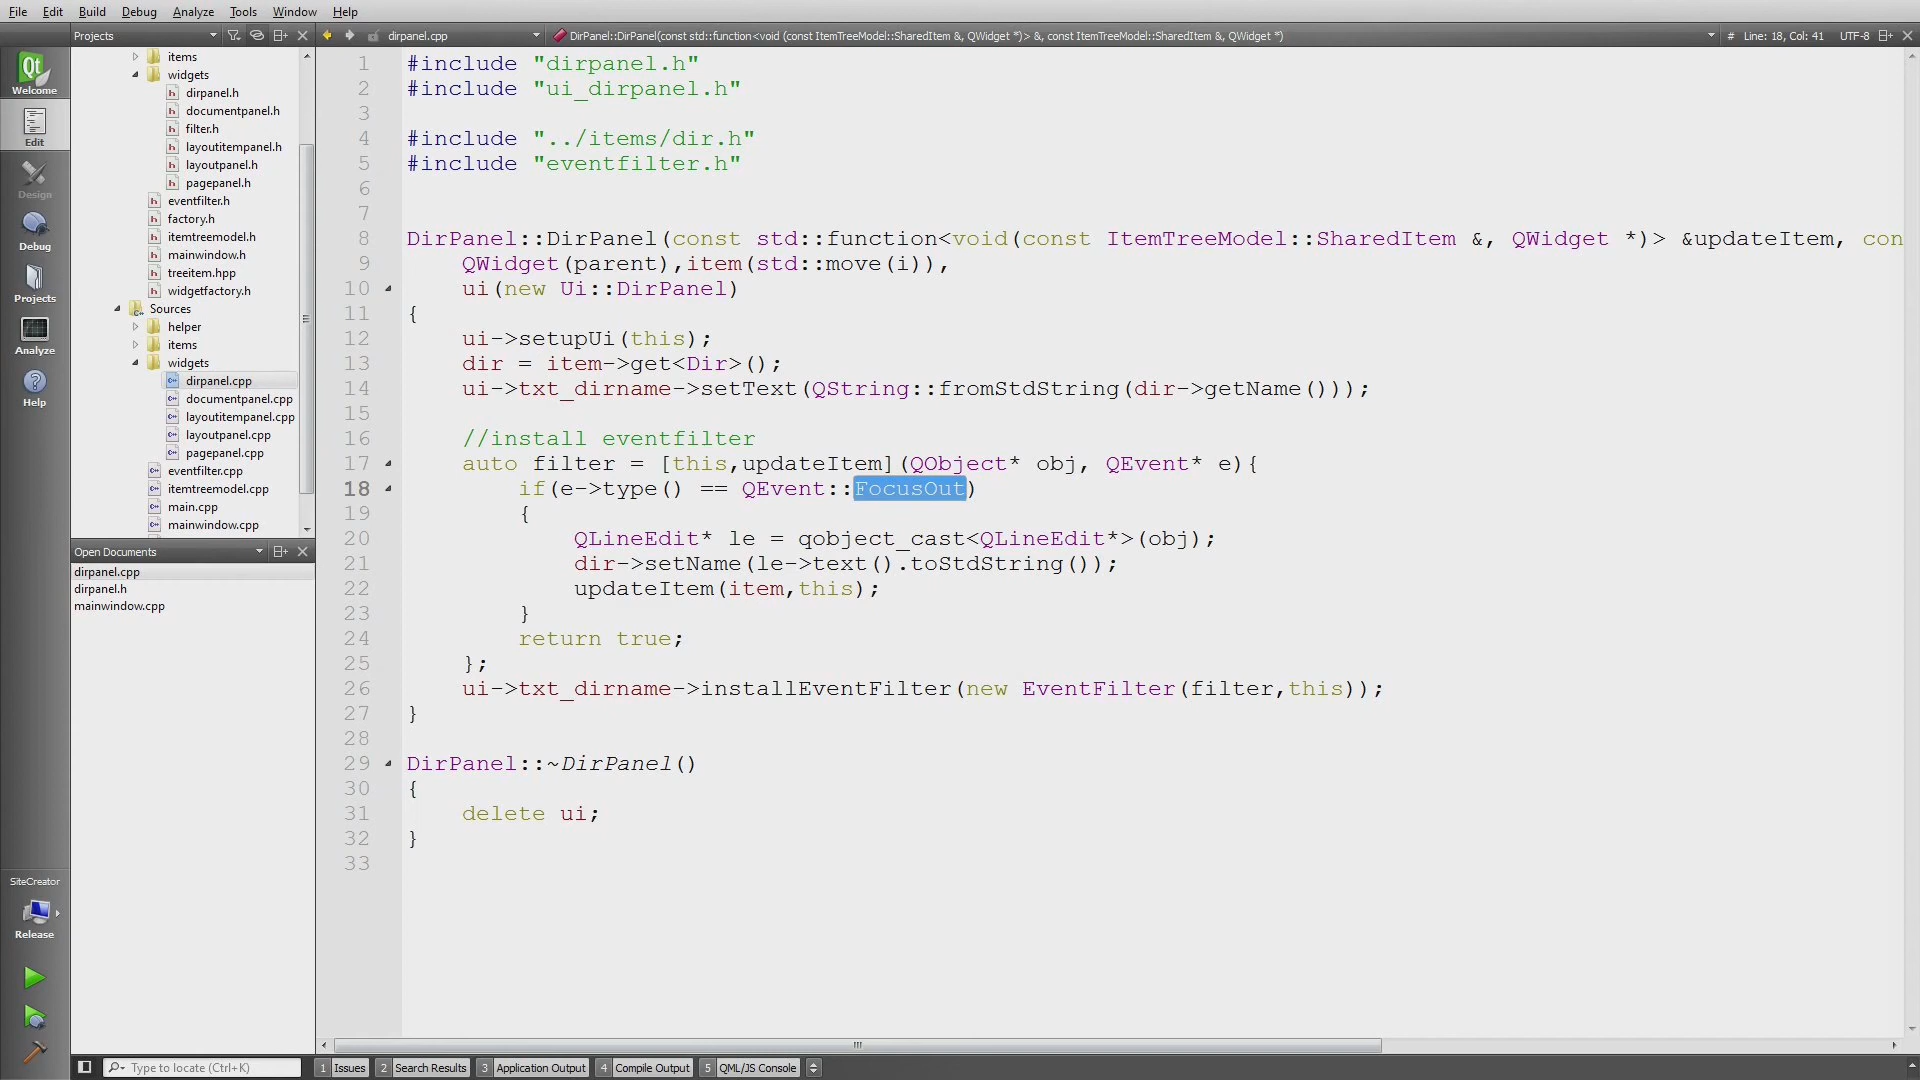 File Edit Build Debug Analyze Tools Window Help
Projects
dirpanel.cpp
DirPanel::DirPanel(const std::function<void (const ItemTreeModel::SharedItem &, QWidget *)> &, const ItemTreeModel::SharedItem &, QWidget *)
# Line: 18, Col: 41 UTF-8
Qt
Welcome
Edit
Design
Debug
Projects
Analyze
Help
items
widgets
dirpanel.h
documentpanel.h
filter.h
layoutitempanel.h
layoutpanel.h
pagepanel.h
eventfilter.h
factory.h
itemtreemodel.h
mainwindow.h
treeitem.hpp
widgetfactory.h
Sources
helper
items
widgets
dirpanel.cpp
documentpanel.cpp
layoutitempanel.cpp
layoutpanel.cpp
pagepanel.cpp
eventfilter.cpp
itemtreemodel.cpp
main.cpp
mainwindow.cpp
Open Documents
dirpanel.cpp
dirpanel.h
mainwindow.cpp
1 #include "dirpanel.h"
2 #include "ui_dirpanel.h"
3
4 #include "../items/dir.h"
5 #include "eventfilter.h"
6
7
8 DirPanel::DirPanel(const std::function<void(const ItemTreeModel::SharedItem &, QWidget *)> &updateItem, con
9     QWidget(parent),item(std::move(i)),
10     ui(new Ui::DirPanel)
11 {
12     ui->setupUi(this);
13     dir = item->get<Dir>();
14     ui->txt_dirname->setText(QString::fromStdString(dir->getName()));
15
16     //install eventfilter
17     auto filter = [this,updateItem](QObject* obj, QEvent* e){
18         if(e->type() == QEvent::FocusOut)
19         {
20             QLineEdit* le = qobject_cast<QLineEdit*>(obj);
21             dir->setName(le->text().toStdString());
22             updateItem(item,this);
23         }
24         return true;
25     };
26     ui->txt_dirname->installEventFilter(new EventFilter(filter,this));
27 }
28
29 DirPanel::~DirPanel()
30 {
31     delete ui;
32 }
33
SiteCreator
Release
Type to locate (Ctrl+K)
1 Issues 2 Search Results 3 Application Output 4 Compile Output 5 QML/JS Console